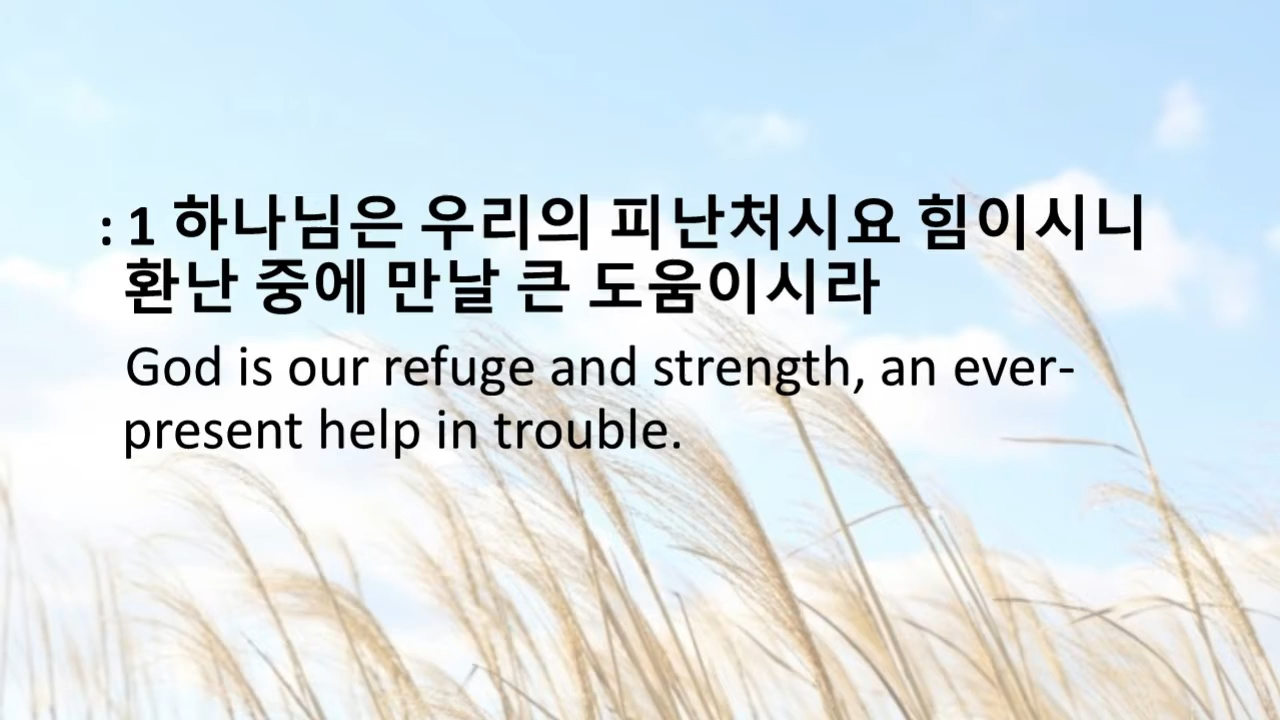 : 1 하나님은 우리의 피난처시요 힘이시니
환난 중에 만날 큰 도움이시라
God is our refuge and strength, an ever-
present help in trouble.